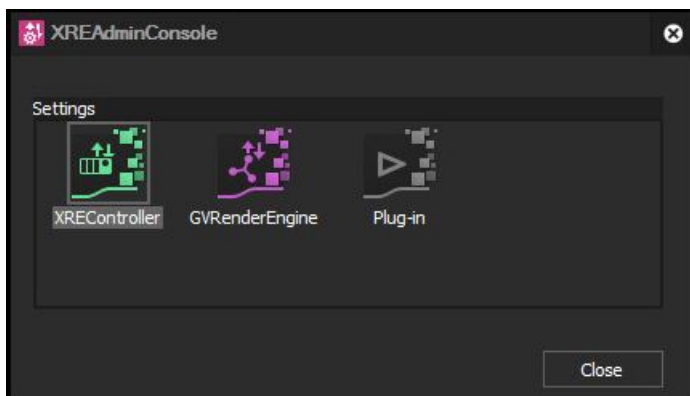 XREAdminConsole
Settings
XREController GVRenderEngine Plug-in
Close